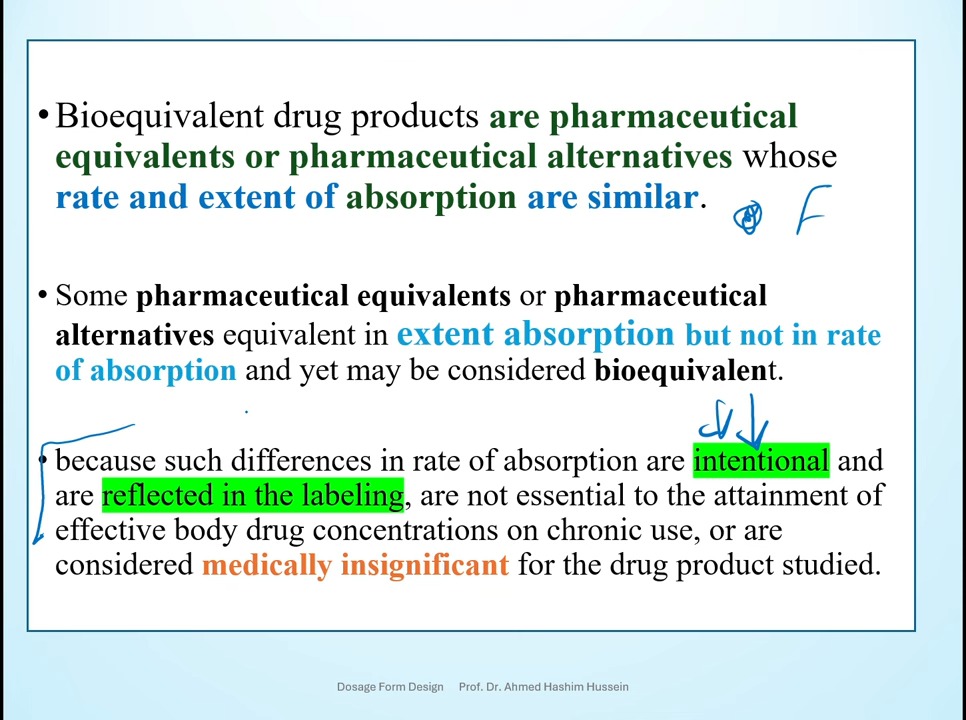 • Bioequivalent drug products are pharmaceutical
equivalents or pharmaceutical alternatives whose
rate and extent of absorption are similar.
F
• Some pharmaceutical equivalents or pharmaceutical
alternatives equivalent in extent absorption but not in rate
of absorption and yet may be considered bioequivalent.
• because such differences in rate of absorption are intentional and
are reflected in the labeling, are not essential to the attainment of
effective body drug concentrations on chronic use, or are
considered medically insignificant for the drug product studied.
Dosage Form Design Prof. Dr. Ahmed Hashim Hussein